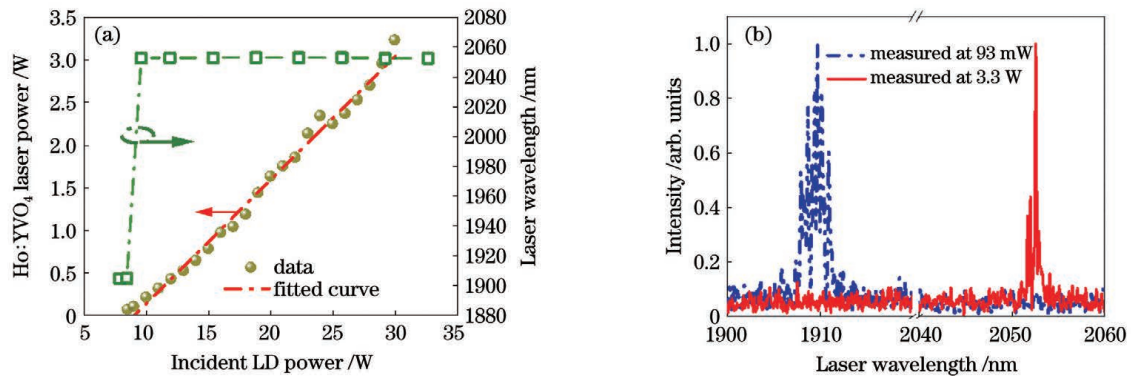 (a)
3.5
3.0
2.5
2.0
1.5
1.0
0.5
0
Ho:YVO₄ laser power /W
5 10 15 20 25 30 35
Incident LD power /W
2080
2060
2040
2020
2000
1980
1960
1940
1920
1900
1880
Laser wavelength /nm
data
fitted curve
(b)
measured at 93 mW
measured at 3.3 W
1.0
0.8
0.6
0.4
0.2
0
Intensity /arb. units
1900 1910 2040 2050 2060
Laser wavelength /nm